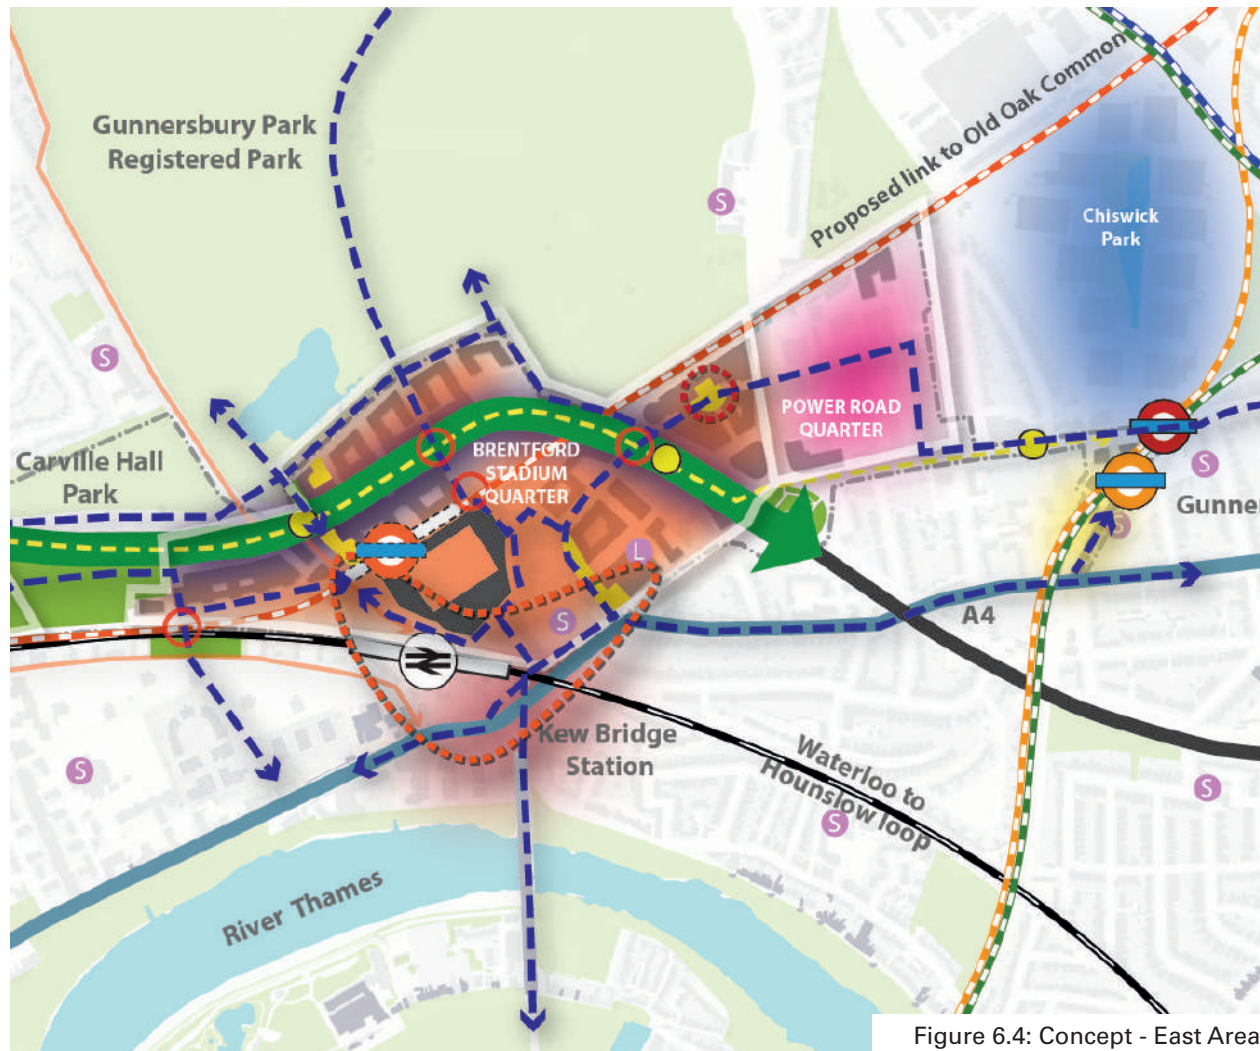 Gunnersbury Park
Registered Park
Proposed link to Old Oak Common
S
Chiswick
Park
S
Carville Hall
Park
BRENTFORD
STADIUM
QUARTER
POWER ROAD
QUARTER
S
Gunne
S
L
S
A4
Kew Bridge
Station
Waterloo to
Hounslow loop
S
S
S
River Thames
Figure 6.4: Concept - East Area